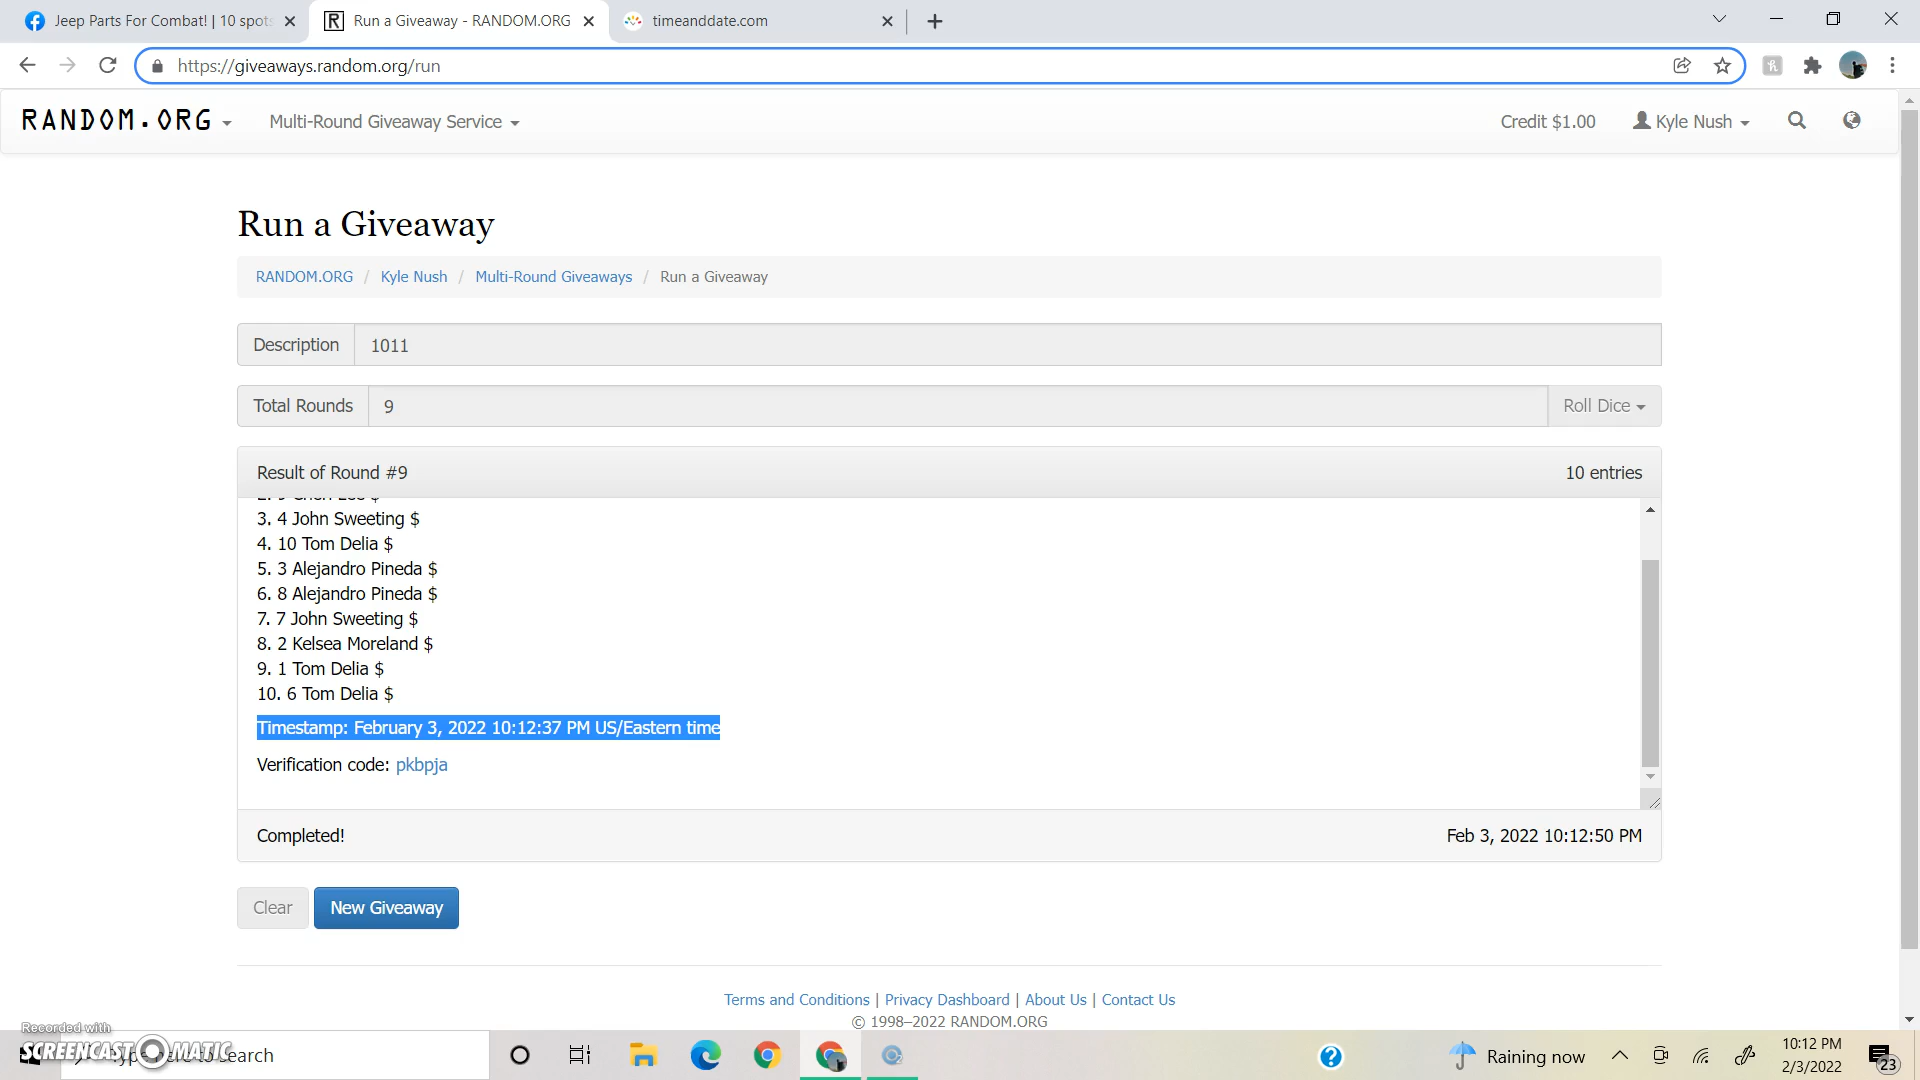 Jeep Parts For Combat! | 10 spots
Run a Giveaway - RANDOM.ORG
timeanddate.com
https://giveaways.random.org/run
RANDOM.ORG
Multi-Round Giveaway Service
Credit $1.00
Kyle Nush
Run a Giveaway
RANDOM.ORG / Kyle Nush / Multi-Round Giveaways / Run a Giveaway
Description 1011
Total Rounds 9 Roll Dice
Result of Round #9 10 entries
3. 4 John Sweeting $
4. 10 Tom Delia $
5. 3 Alejandro Pineda $
6. 8 Alejandro Pineda $
7. 7 John Sweeting $
8. 2 Kelsea Moreland $
9. 1 Tom Delia $
10. 6 Tom Delia $
Timestamp: February 3, 2022 10:12:37 PM US/Eastern time
Verification code: pkbpja
Completed! Feb 3, 2022 10:12:50 PM
Clear New Giveaway
Terms and Conditions | Privacy Dashboard | About Us | Contact Us
© 1998–2022 RANDOM.ORG
Recorded with
SCREENCAST MATIC
Type here to search
Raining now
10:12 PM
2/3/2022
23